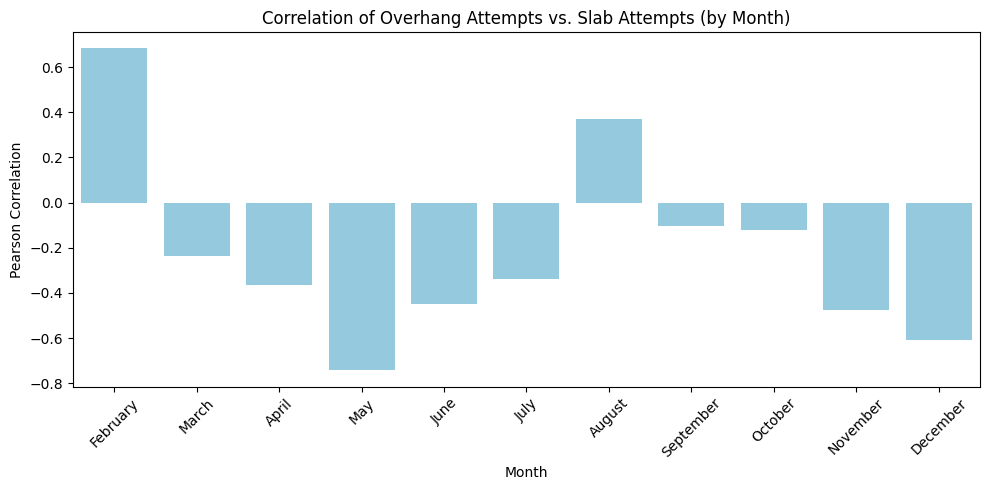 Correlation of Overhang Attempts vs. Slab Attempts (by Month)
Pearson Correlation
0.6
0.4
0.2
0.0
−0.2
−0.4
−0.6
−0.8
February
March
April
May
June
July
August
September
October
November
December
Month